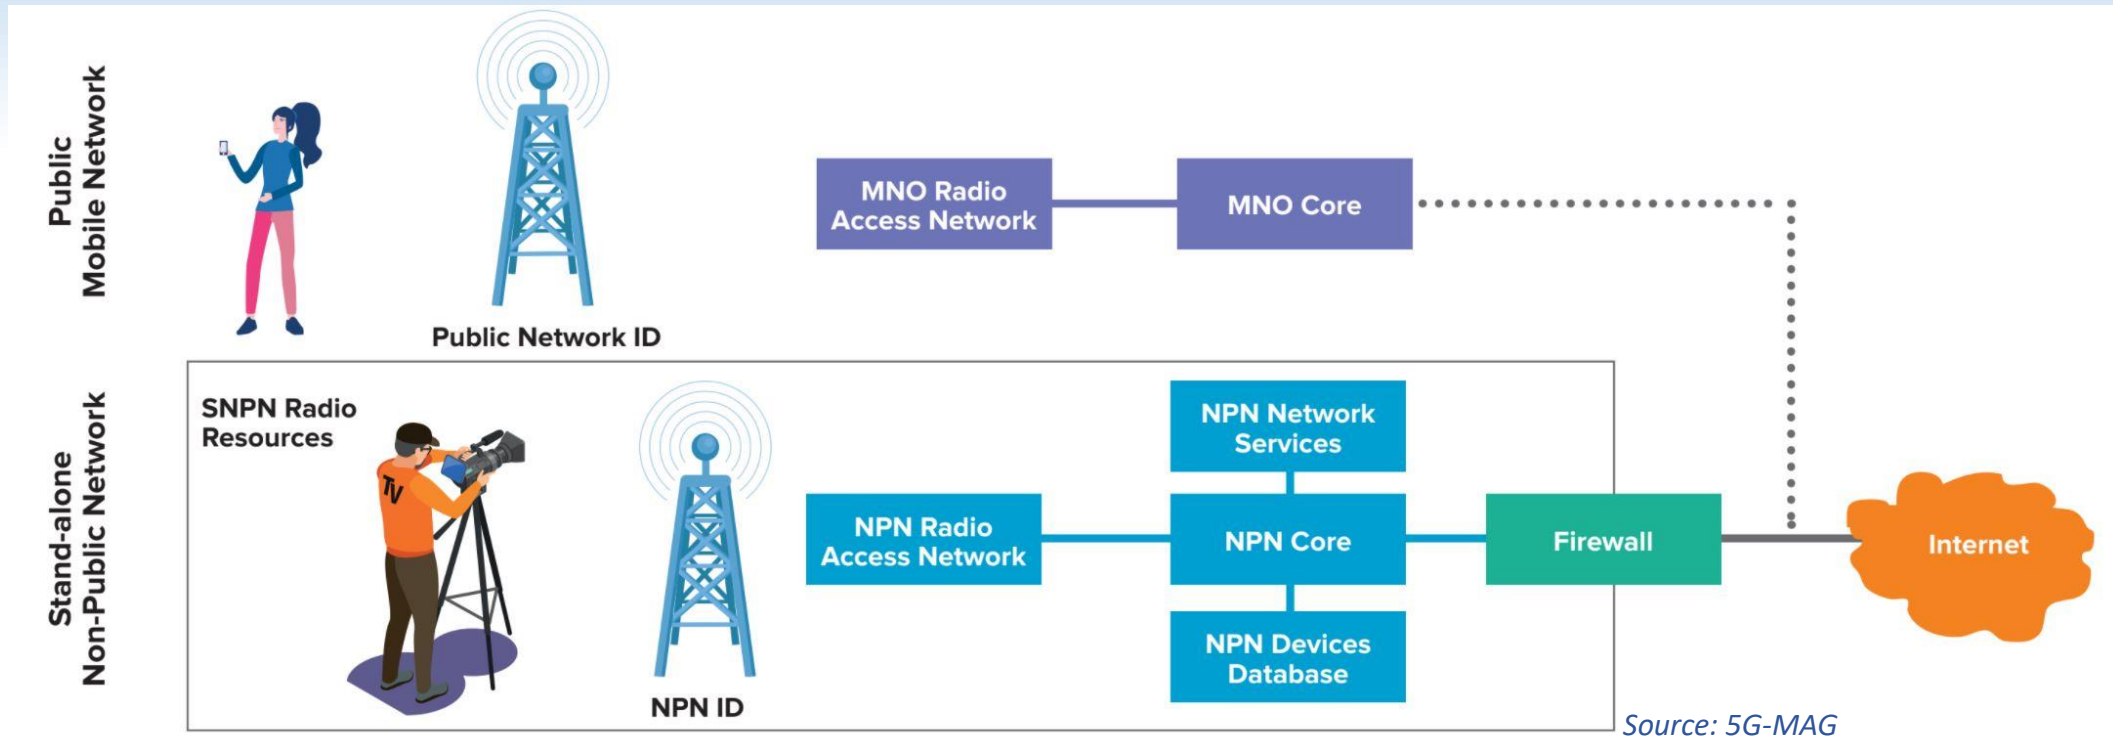 Public
Mobile Network
Public Network ID
MNO Radio
Access Network
MNO Core
Stand-alone
Non-Public Network
SNPN Radio
Resources
TV
NPN ID
NPN Radio
Access Network
NPN Network
Services
NPN Core
NPN Devices
Database
Firewall
Internet
Source: 5G-MAG